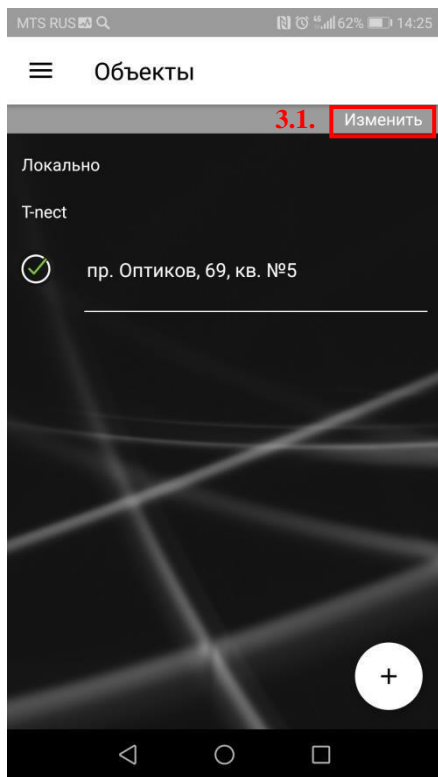 MTS RUS 62% 14:25
Объекты
3.1. Изменить
Локально
T-nect
пр. Оптиков, 69, кв. №5
+